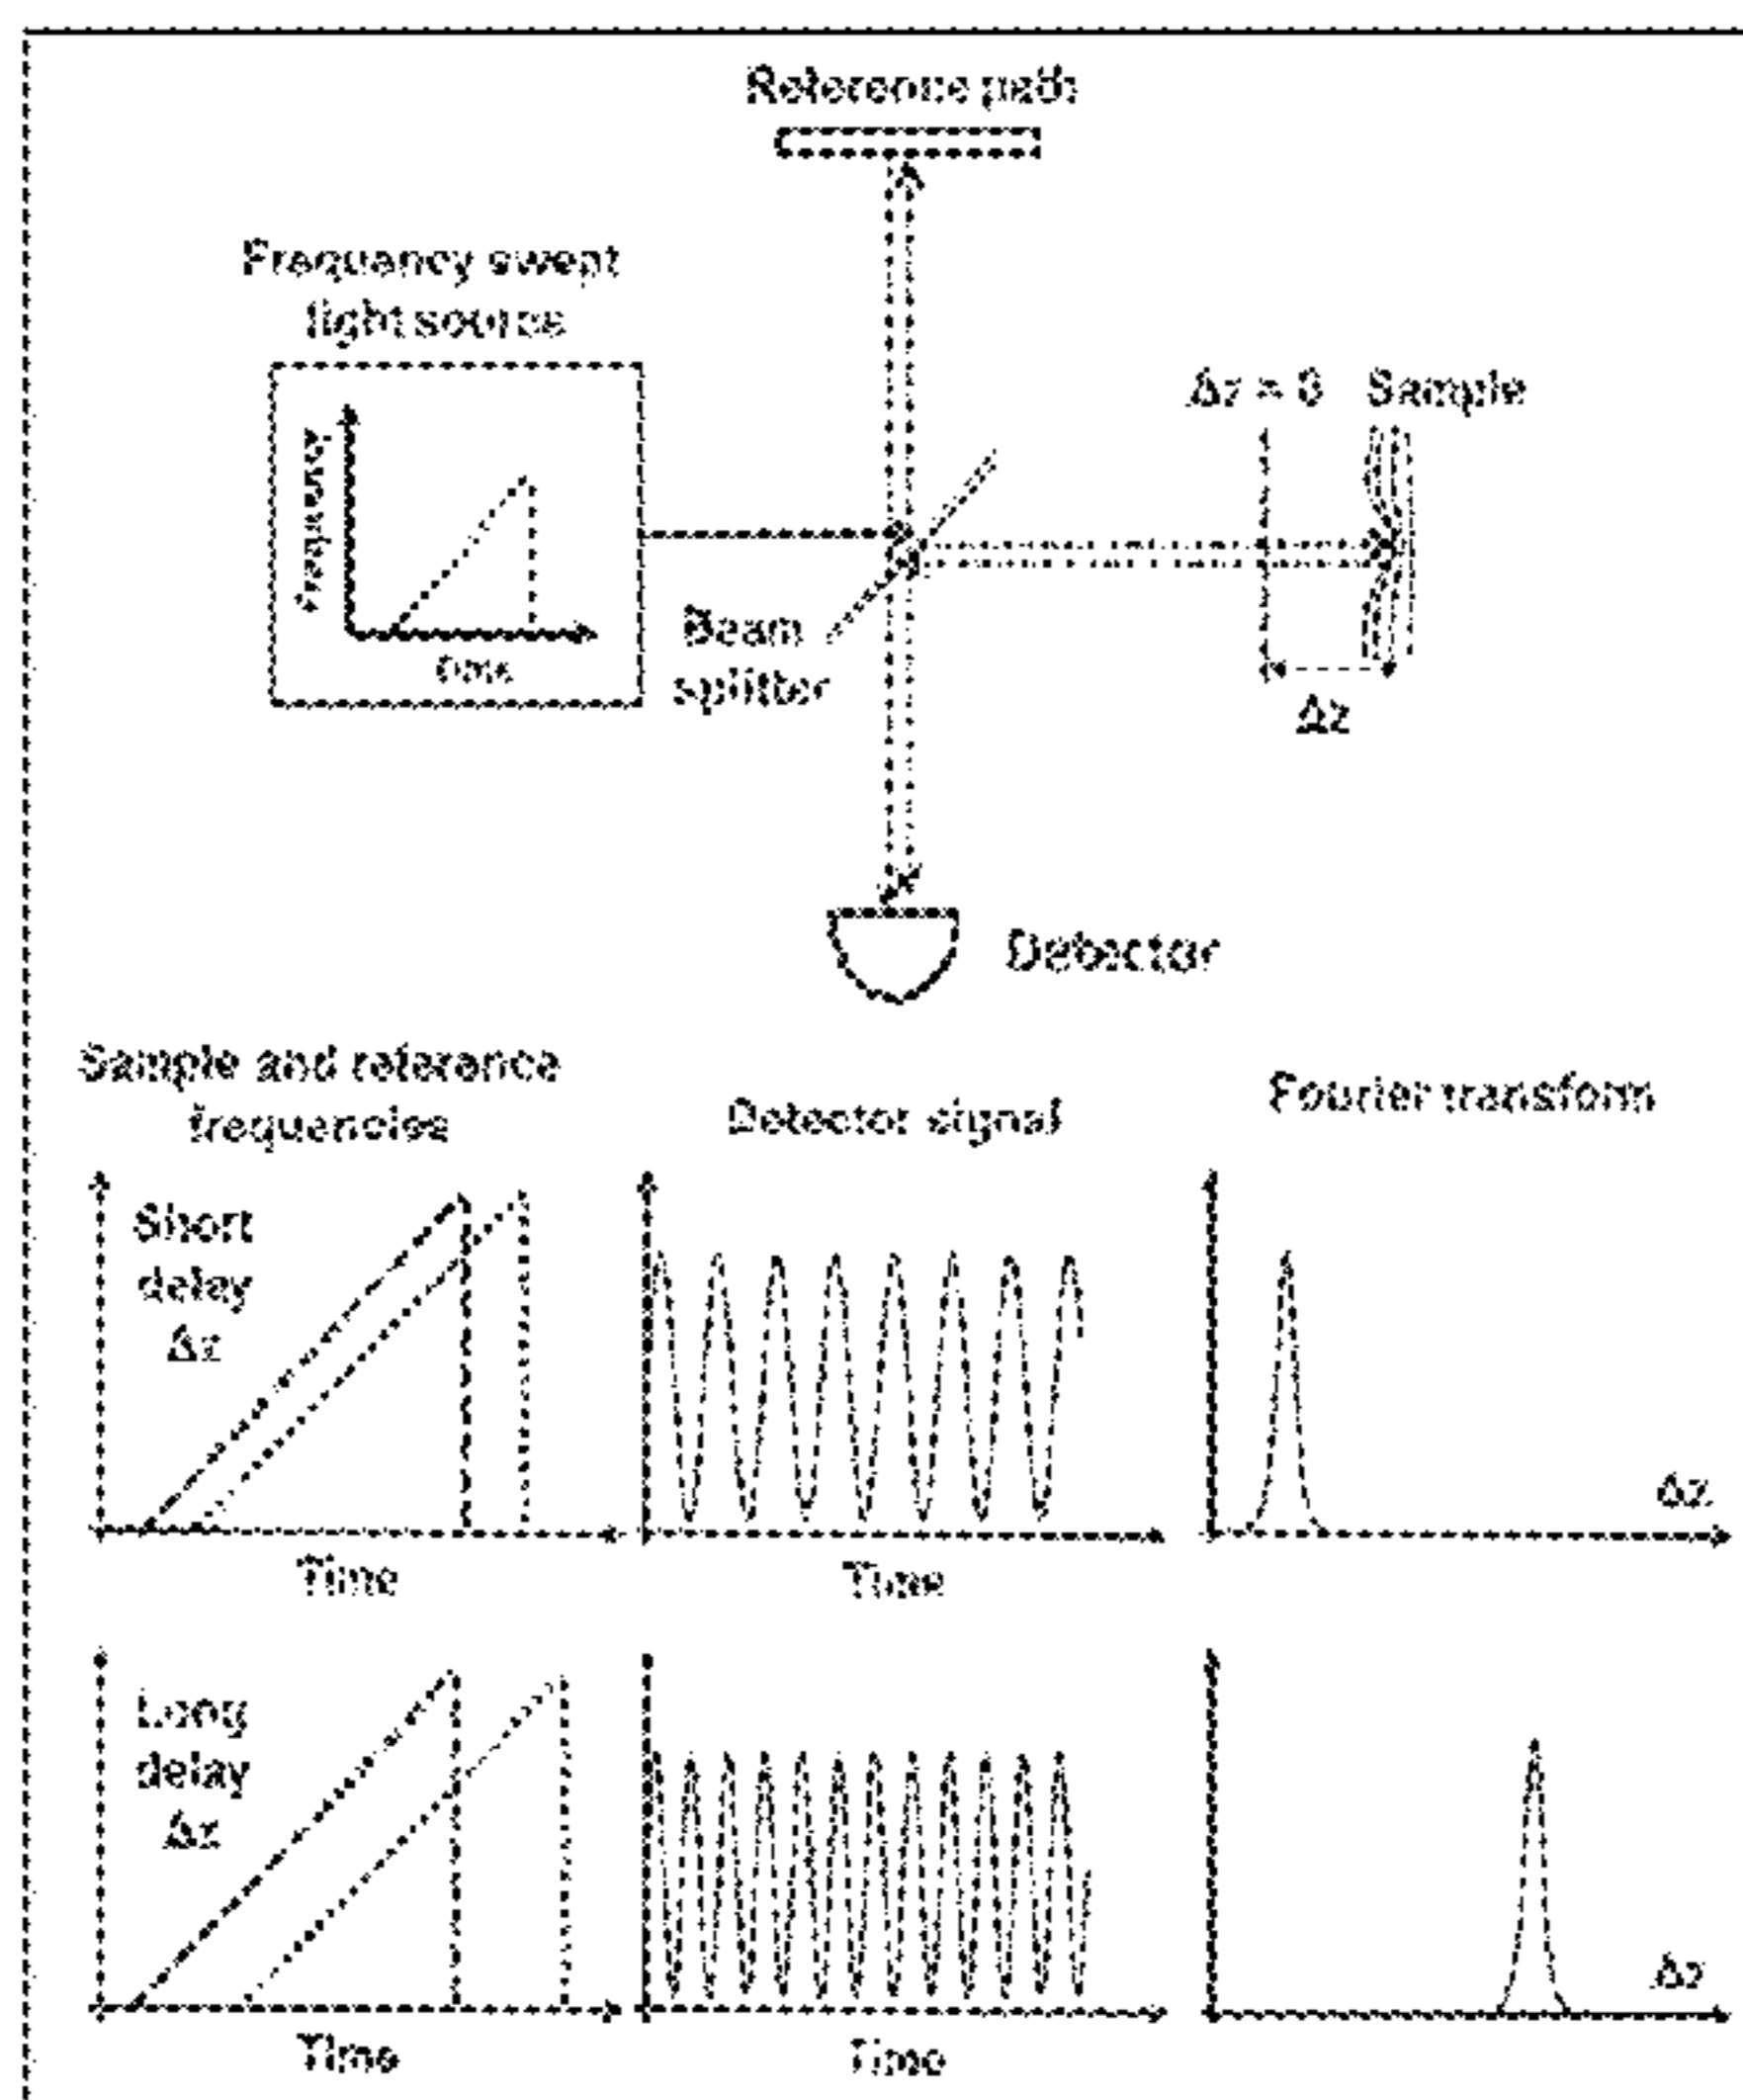 Reference path
Frequency swept
light source
Frequency
Time
Δz = 0 Sample
Beam
splitter
Δz
Detector
Sample and reference
frequencies
Detector signal
Fourier transform
Short
delay
Δz
Time
Time
Δz
Long
delay
Δz
Time
Time
Δz